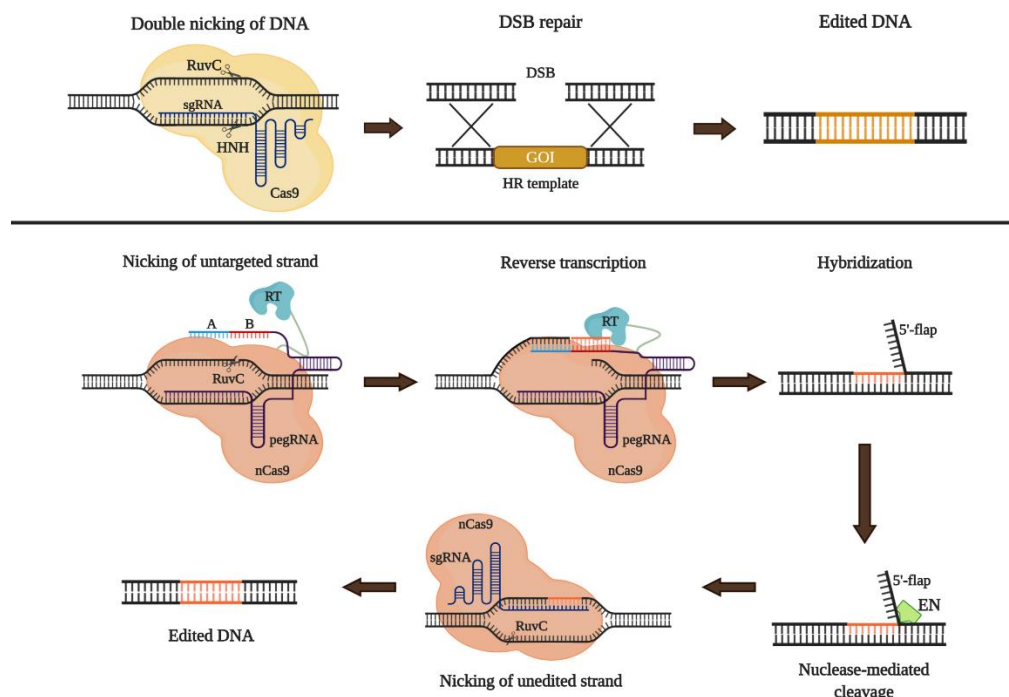 Double nicking of DNA
DSB repair
Edited DNA
RuvC
sgRNA
HNH
Cas9
DSB
GOI
HR template
Nicking of untargeted strand
Reverse transcription
Hybridization
RT
A
B
RuvC
pegRNA
nCas9
RT
pegRNA
nCas9
5'-flap
nCas9
sgRNA
RuvC
Nicking of unedited strand
Edited DNA
5'-flap
EN
Nuclease-mediated
cleavage